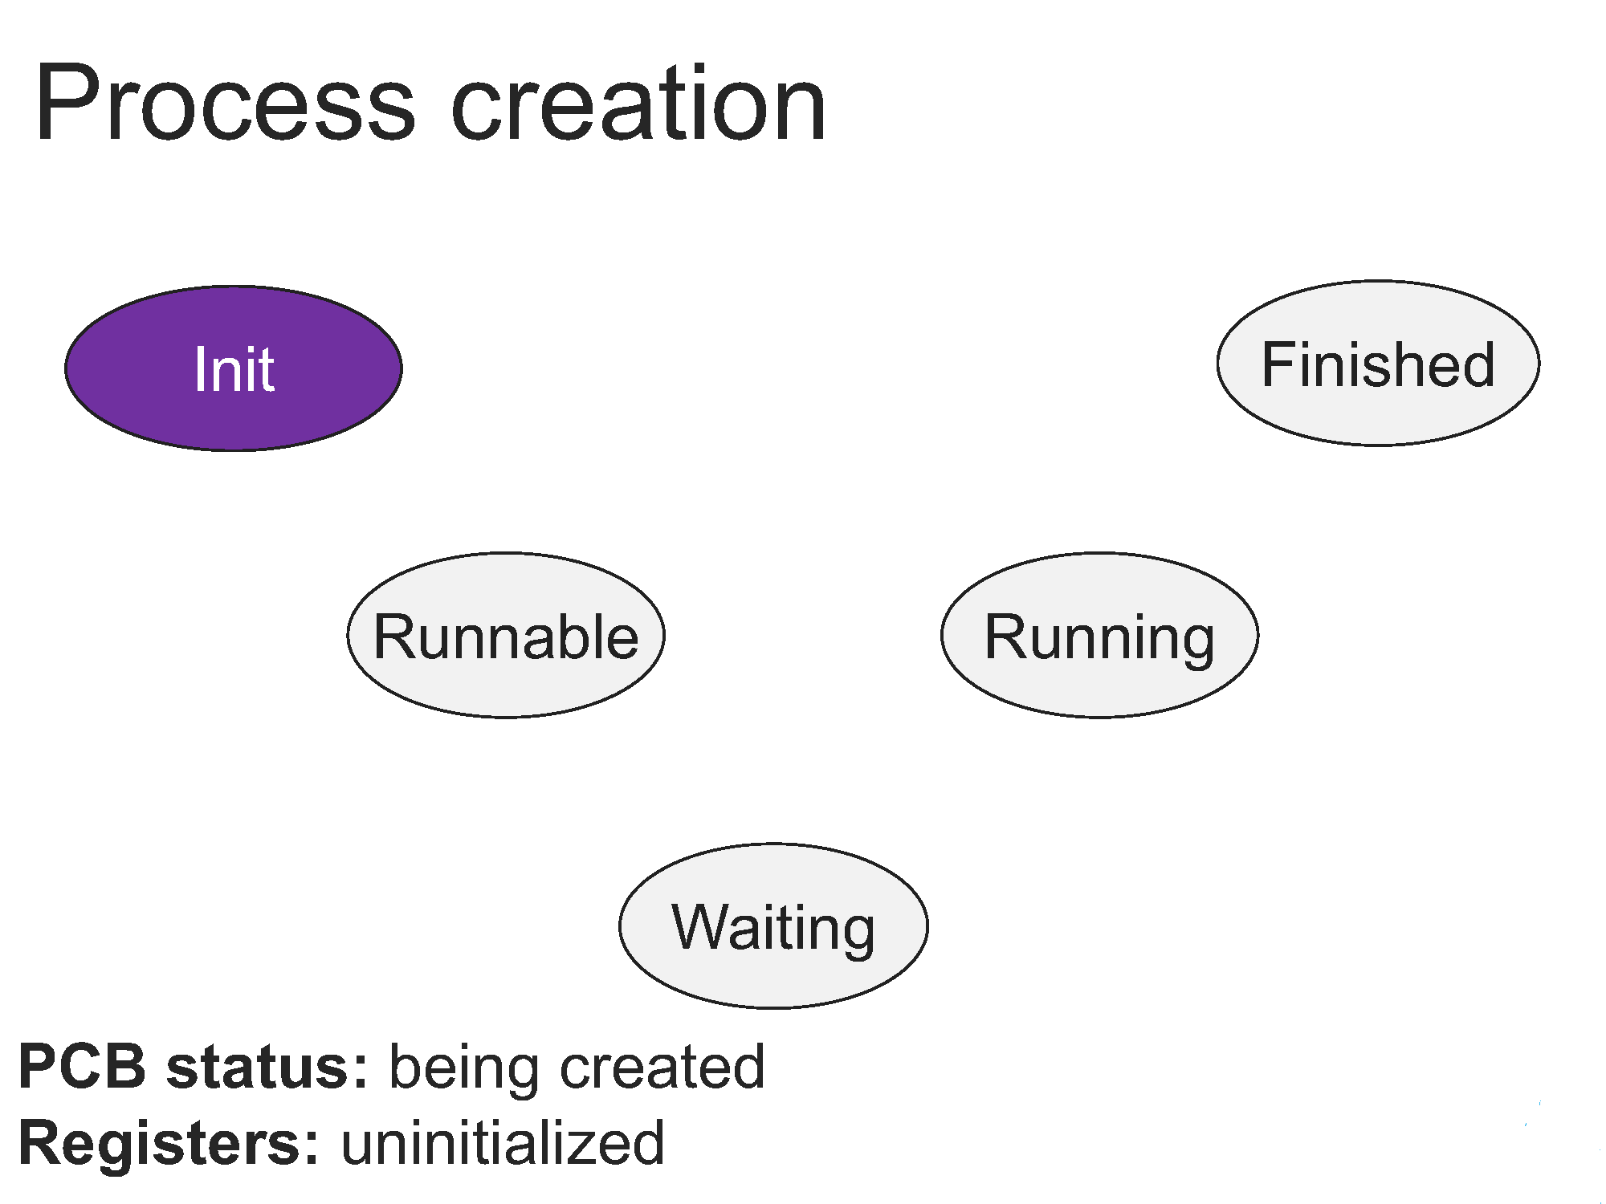 Process creation
Init
Finished
Runnable
Running
Waiting
PCB status: being created
Registers: uninitialized